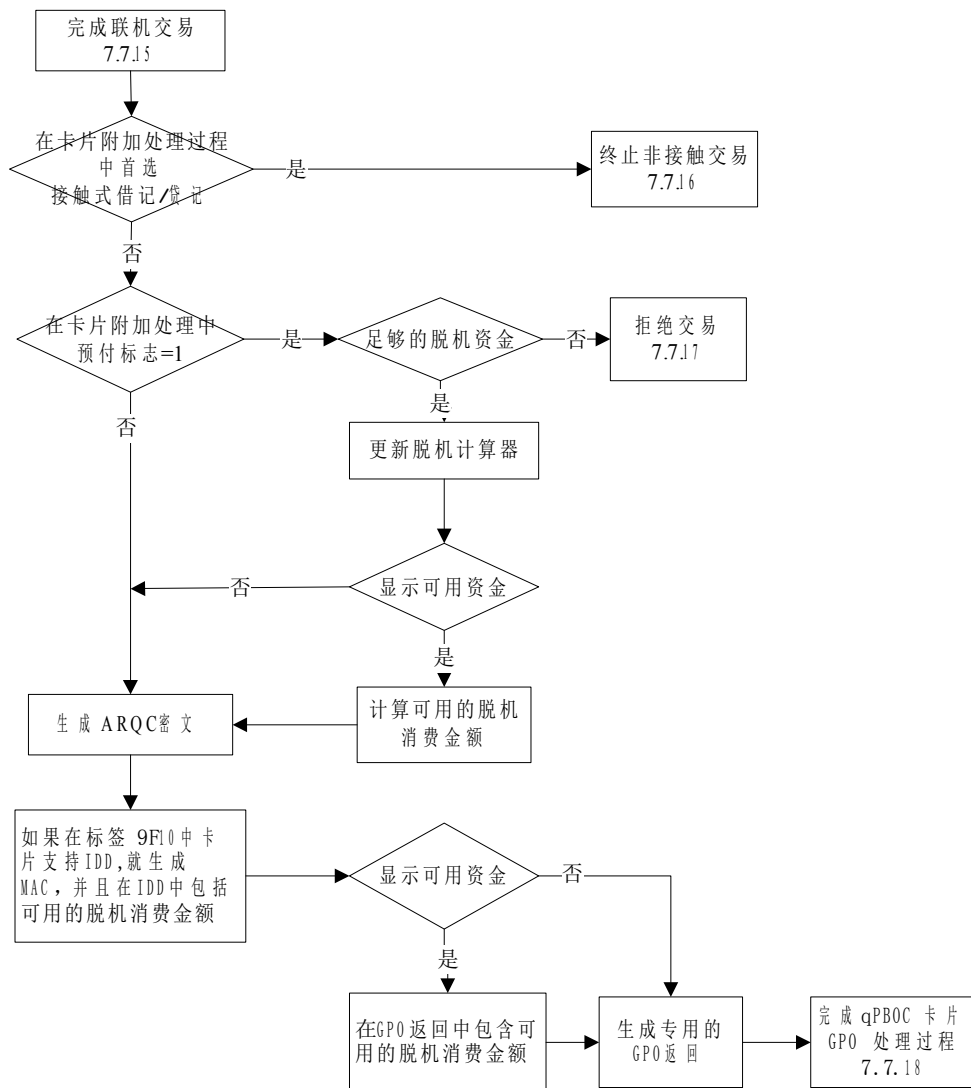 完成联机交易
7.7.15
在卡片附加处理过程
中首选
接触式借记/贷记
是
终止非接触交易
7.7.16
否
在卡片附加处理中
预付标志=1
是
足够的脱机资金
否
拒绝交易
7.7.17
否
是
更新脱机计算器
显示可用资金
否
是
生成 ARQC密文
计算可用的脱机
消费金额
如果在标签 9F10中卡
片支持IDD,就生成
MAC，并且在IDD中包括
可用的脱机消费金额
显示可用资金
否
是
在GPO返回中包含可
用的脱机消费金额
生成专用的
GPO返回
完成 qPBOC 卡片
GPO 处理过程
7.7.18